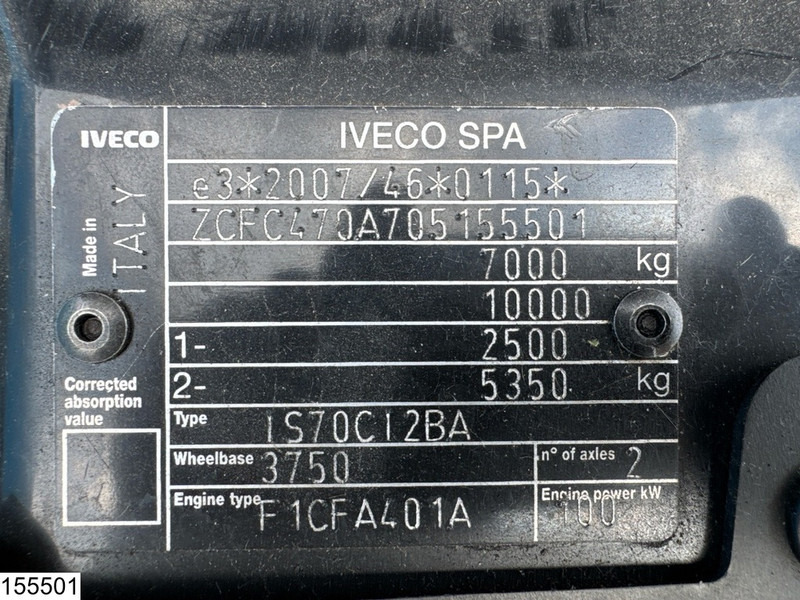 IVECO
IVECO SPA
e3*2007/46*0115*
ZCFC470A705155501
Made in
ITALY
7000 kg
10000
1- 2500
2- 5350 kg
Corrected
absorption
value
Type IS70CI2BA
Wheelbase 3750
n° of axles 2
Engine type F1CFA401A
Engine power kW
100
155501